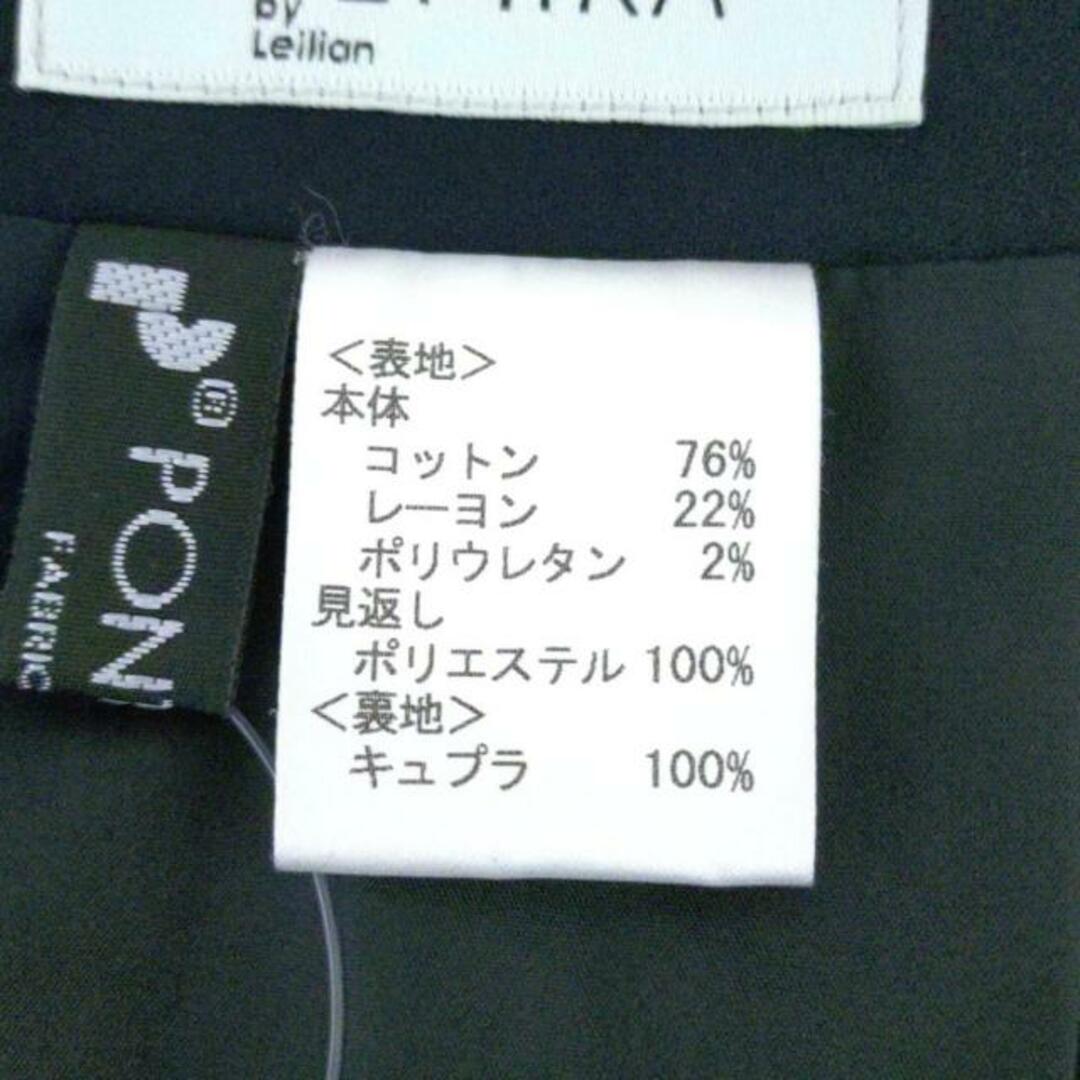 by
Leilian
<表地>
本体
コットン 76%
レーヨン 22%
ポリウレタン 2%
見返し
ポリエステル 100%
<裏地>
キュプラ 100%
P® PON
FABRIC